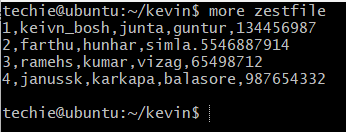 techie@ubuntu:~/kevin$ more zestfile
1,keivn_bosh,junta,guntur,134456987
2,farthu,hunhar,simla.5546887914
3,ramehs,kumar,vizag,65498712
4,janussk,karkapa,balasore,987654332
techie@ubuntu:~/kevin$